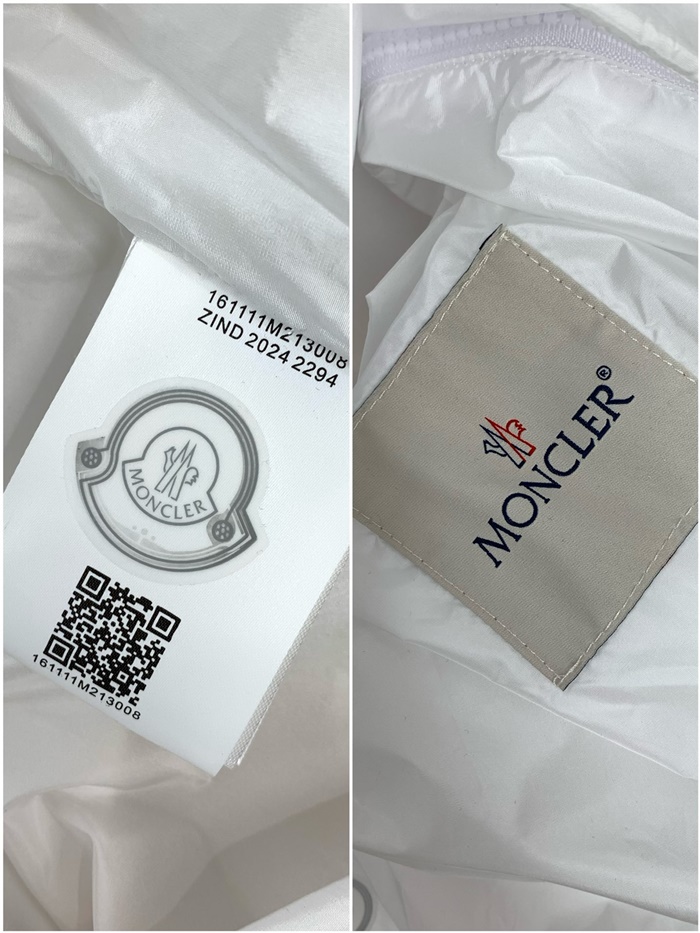 161111M213008
ZIND 2024 2294
MONCLER
161111M213008
MONCLER®